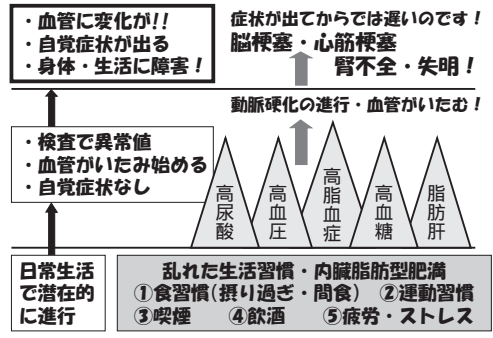 ・血管に変化が!!
・自覚症状が出る
・身体・生活に障害！
症状が出てからでは遅いのです！
脳梗塞・心筋梗塞
腎不全・失明！
動脈硬化の進行・血管がいたむ！
・検査で異常値
・血管がいたみ始める
・自覚症状なし
高尿酸
高血圧
高脂血症
高血糖
脂肪肝
日常生活
で潜在的
に進行
乱れた生活習慣・内臓脂肪型肥満
①食習慣(摂り過ぎ・間食) ②運動習慣
③喫煙 ④飲酒 ⑤疲労・ストレス